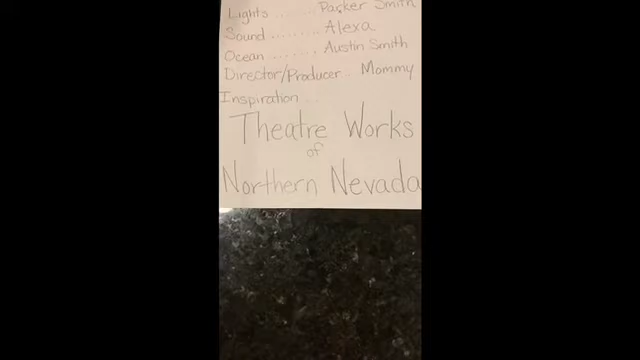 Lights ....... Parker Smith
Sound ........ Alexa
Ocean ....... Austin Smith
Director/Producer .. Mommy
Inspiration
Theatre Works
of
Northern Nevada